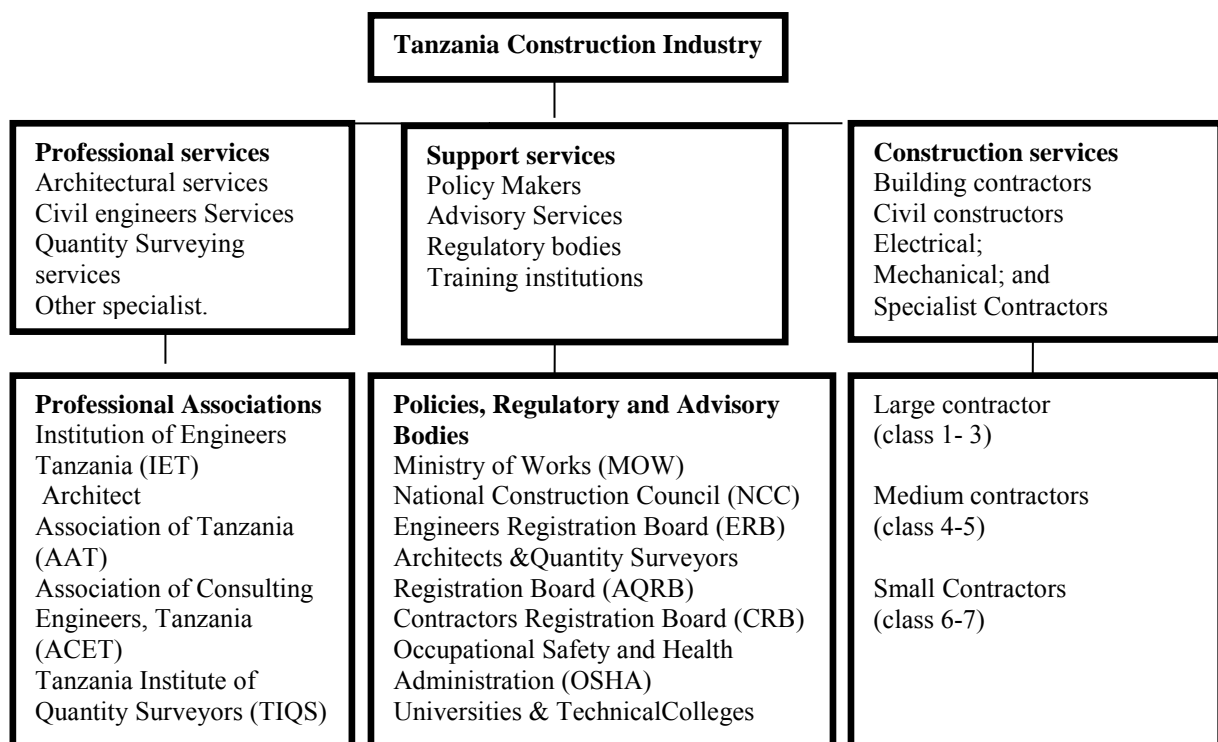 Tanzania Construction Industry
Professional services
Architectural services
Civil engineers Services
Quantity Surveying
services
Other specialist.
Support services
Policy Makers
Advisory Services
Regulatory bodies
Training institutions
Construction services
Building contractors
Civil constructors
Electrical;
Mechanical; and
Specialist Contractors
Professional Associations
Institution of Engineers
Tanzania (IET)
Architect
Association of Tanzania
(AAT)
Association of Consulting
Engineers, Tanzania
(ACET)
Tanzania Institute of
Quantity Surveyors (TIQS)
Policies, Regulatory and Advisory
Bodies
Ministry of Works (MOW)
National Construction Council (NCC)
Engineers Registration Board (ERB)
Architects &Quantity Surveyors
Registration Board (AQRB)
Contractors Registration Board (CRB)
Occupational Safety and Health
Administration (OSHA)
Universities & TechnicalColleges
Large contractor
(class 1- 3)
Medium contractors
(class 4-5)
Small Contractors
(class 6-7)